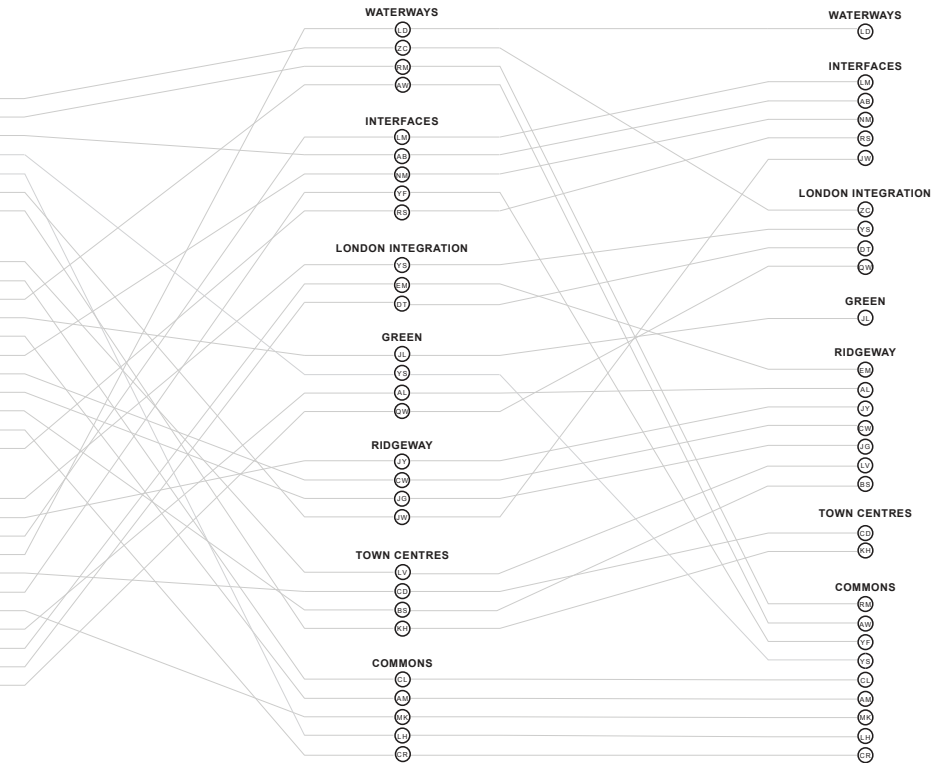 WATERWAYS
LD
ZC
RM
AW
INTERFACES
LM
AB
NM
YF
RS
LONDON INTEGRATION
YS
EM
DT
GREEN
JL
YS
AL
QW
RIDGEWAY
JY
CW
JG
JW
TOWN CENTRES
LV
CD
BS
KH
COMMONS
CL
AM
MK
LH
CR
WATERWAYS
LD
INTERFACES
LM
AB
NM
RS
JW
LONDON INTEGRATION
ZC
YS
DT
QW
GREEN
JL
RIDGEWAY
EM
AL
JY
CW
JG
LV
BS
TOWN CENTRES
CD
KH
COMMONS
RM
AW
YF
YS
CL
AM
MK
LH
CR